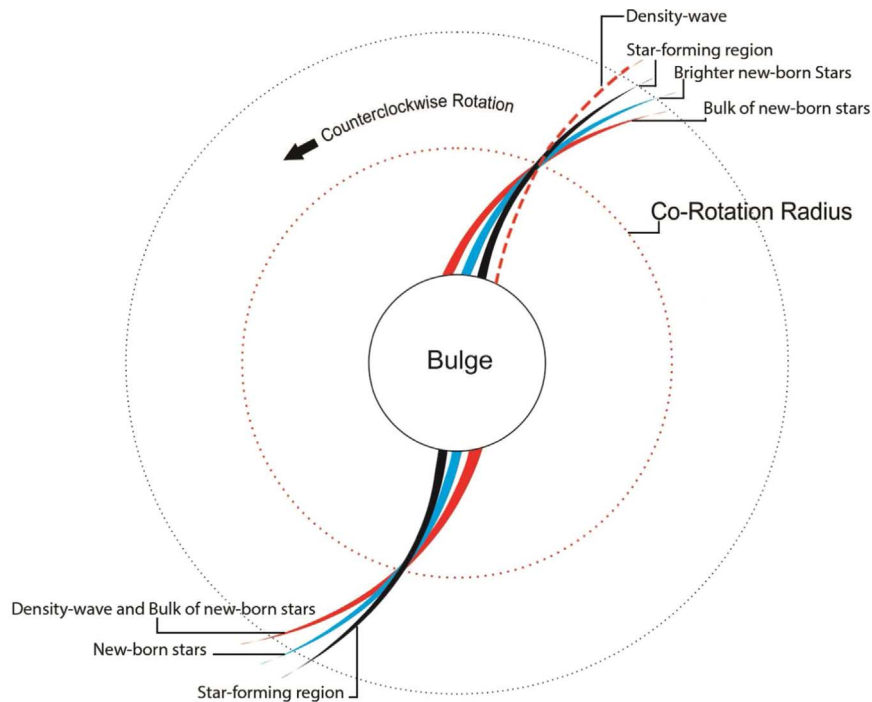 Density-wave
Star-forming region
Brighter new-born Stars
Bulk of new-born stars
Counterclockwise Rotation
Co-Rotation Radius
Bulge
Density-wave and Bulk of new-born stars
New-born stars
Star-forming region